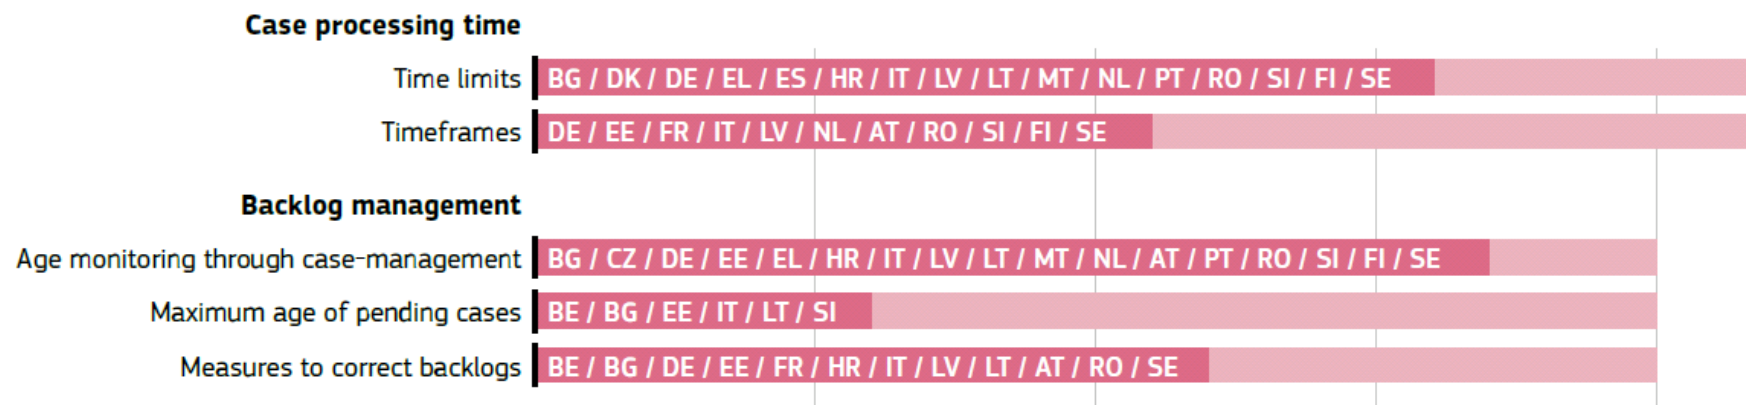 Case processing time
Time limits BG / DK / DE / EL / ES / HR / IT / LV / LT / MT / NL / PT / RO / SI / FI / SE
Timeframes DE / EE / FR / IT / LV / NL / AT / RO / SI / FI / SE
Backlog management
Age monitoring through case-management BG / CZ / DE / EE / EL / HR / IT / LV / LT / MT / NL / AT / PT / RO / SI / FI / SE
Maximum age of pending cases BE / BG / EE / IT / LT / SI
Measures to correct backlogs BE / BG / DE / EE / FR / HR / IT / LV / LT / AT / RO / SE